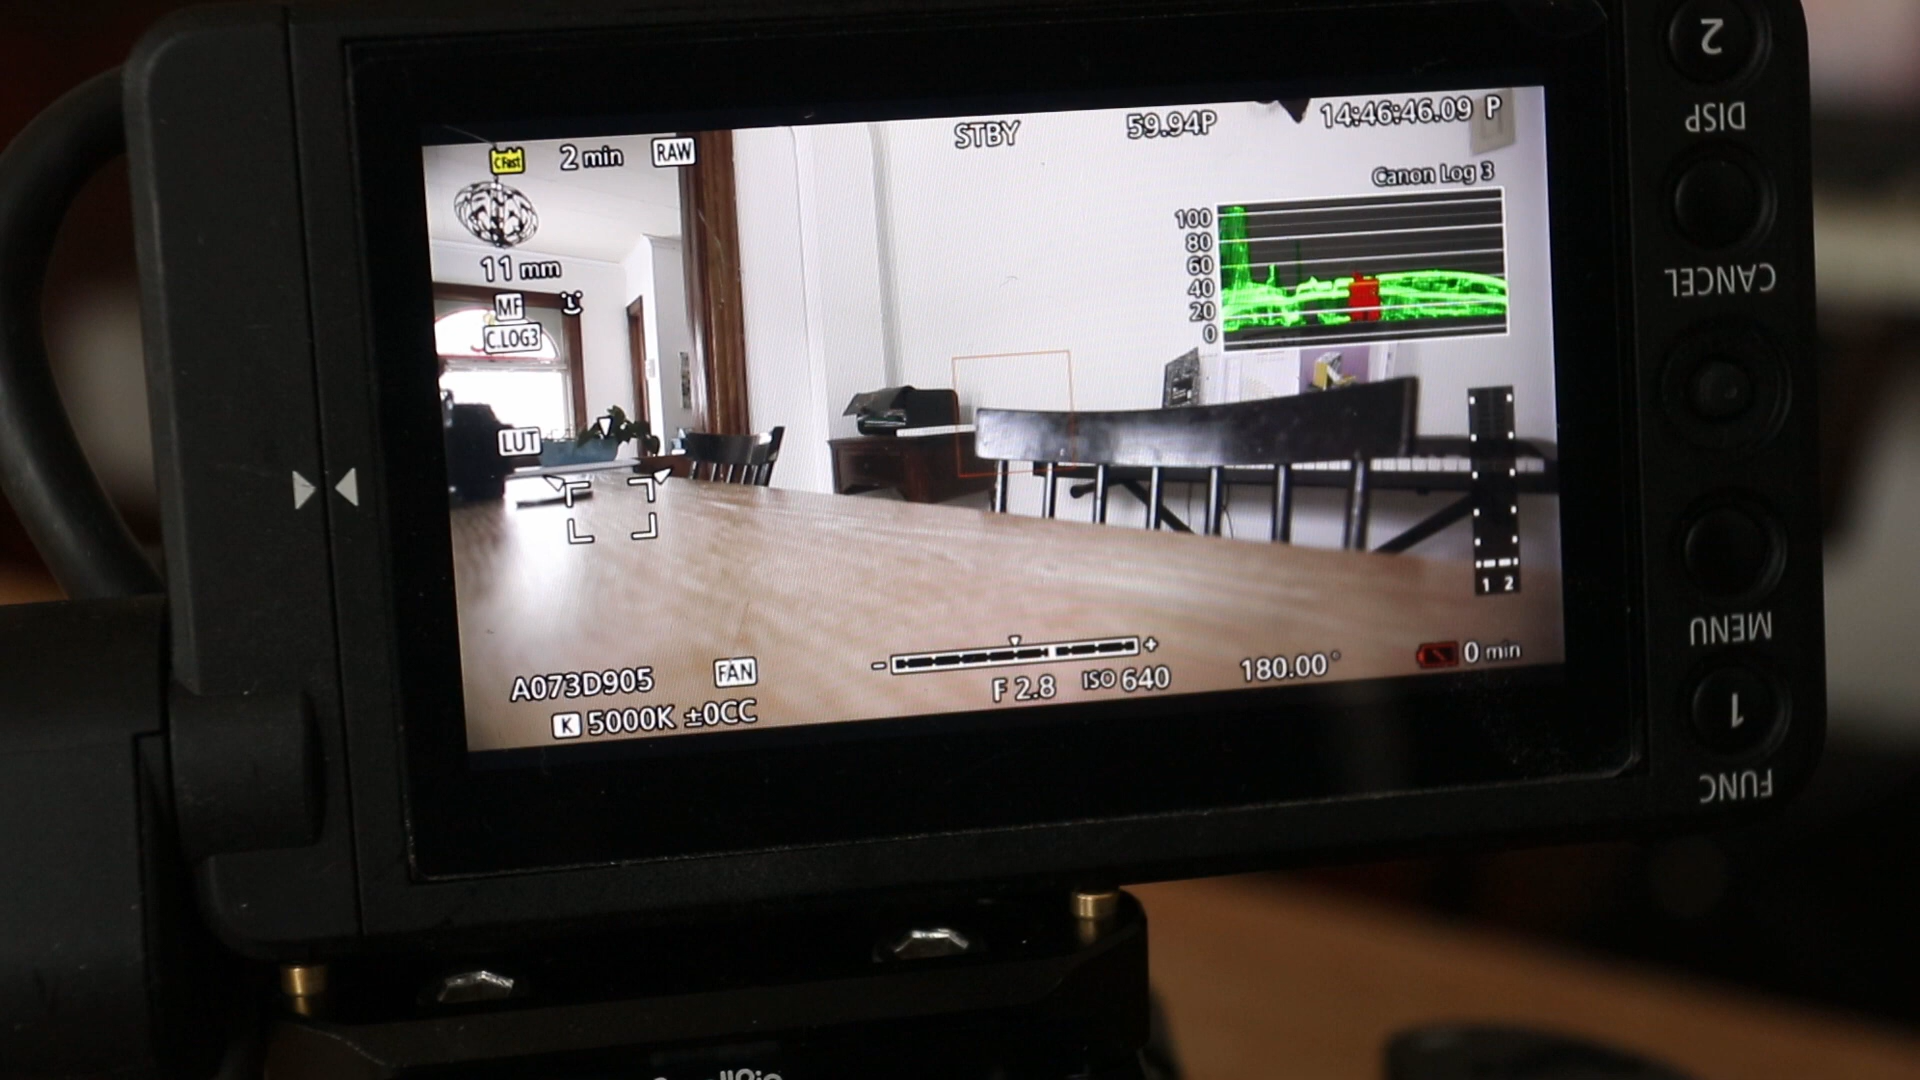 CFast 2 min RAW STBY 59.94P 14:46:46.09 P
Canon Log 3
100
80
60
40
20
0
11 mm
MF
C.LOG3
LUT
1 2
A073D905 FAN
F 2.8 ISO 640 180.00° 0 min
K 5000K ±0CC
2
DISP
CANCEL
MENU
1
FUNC